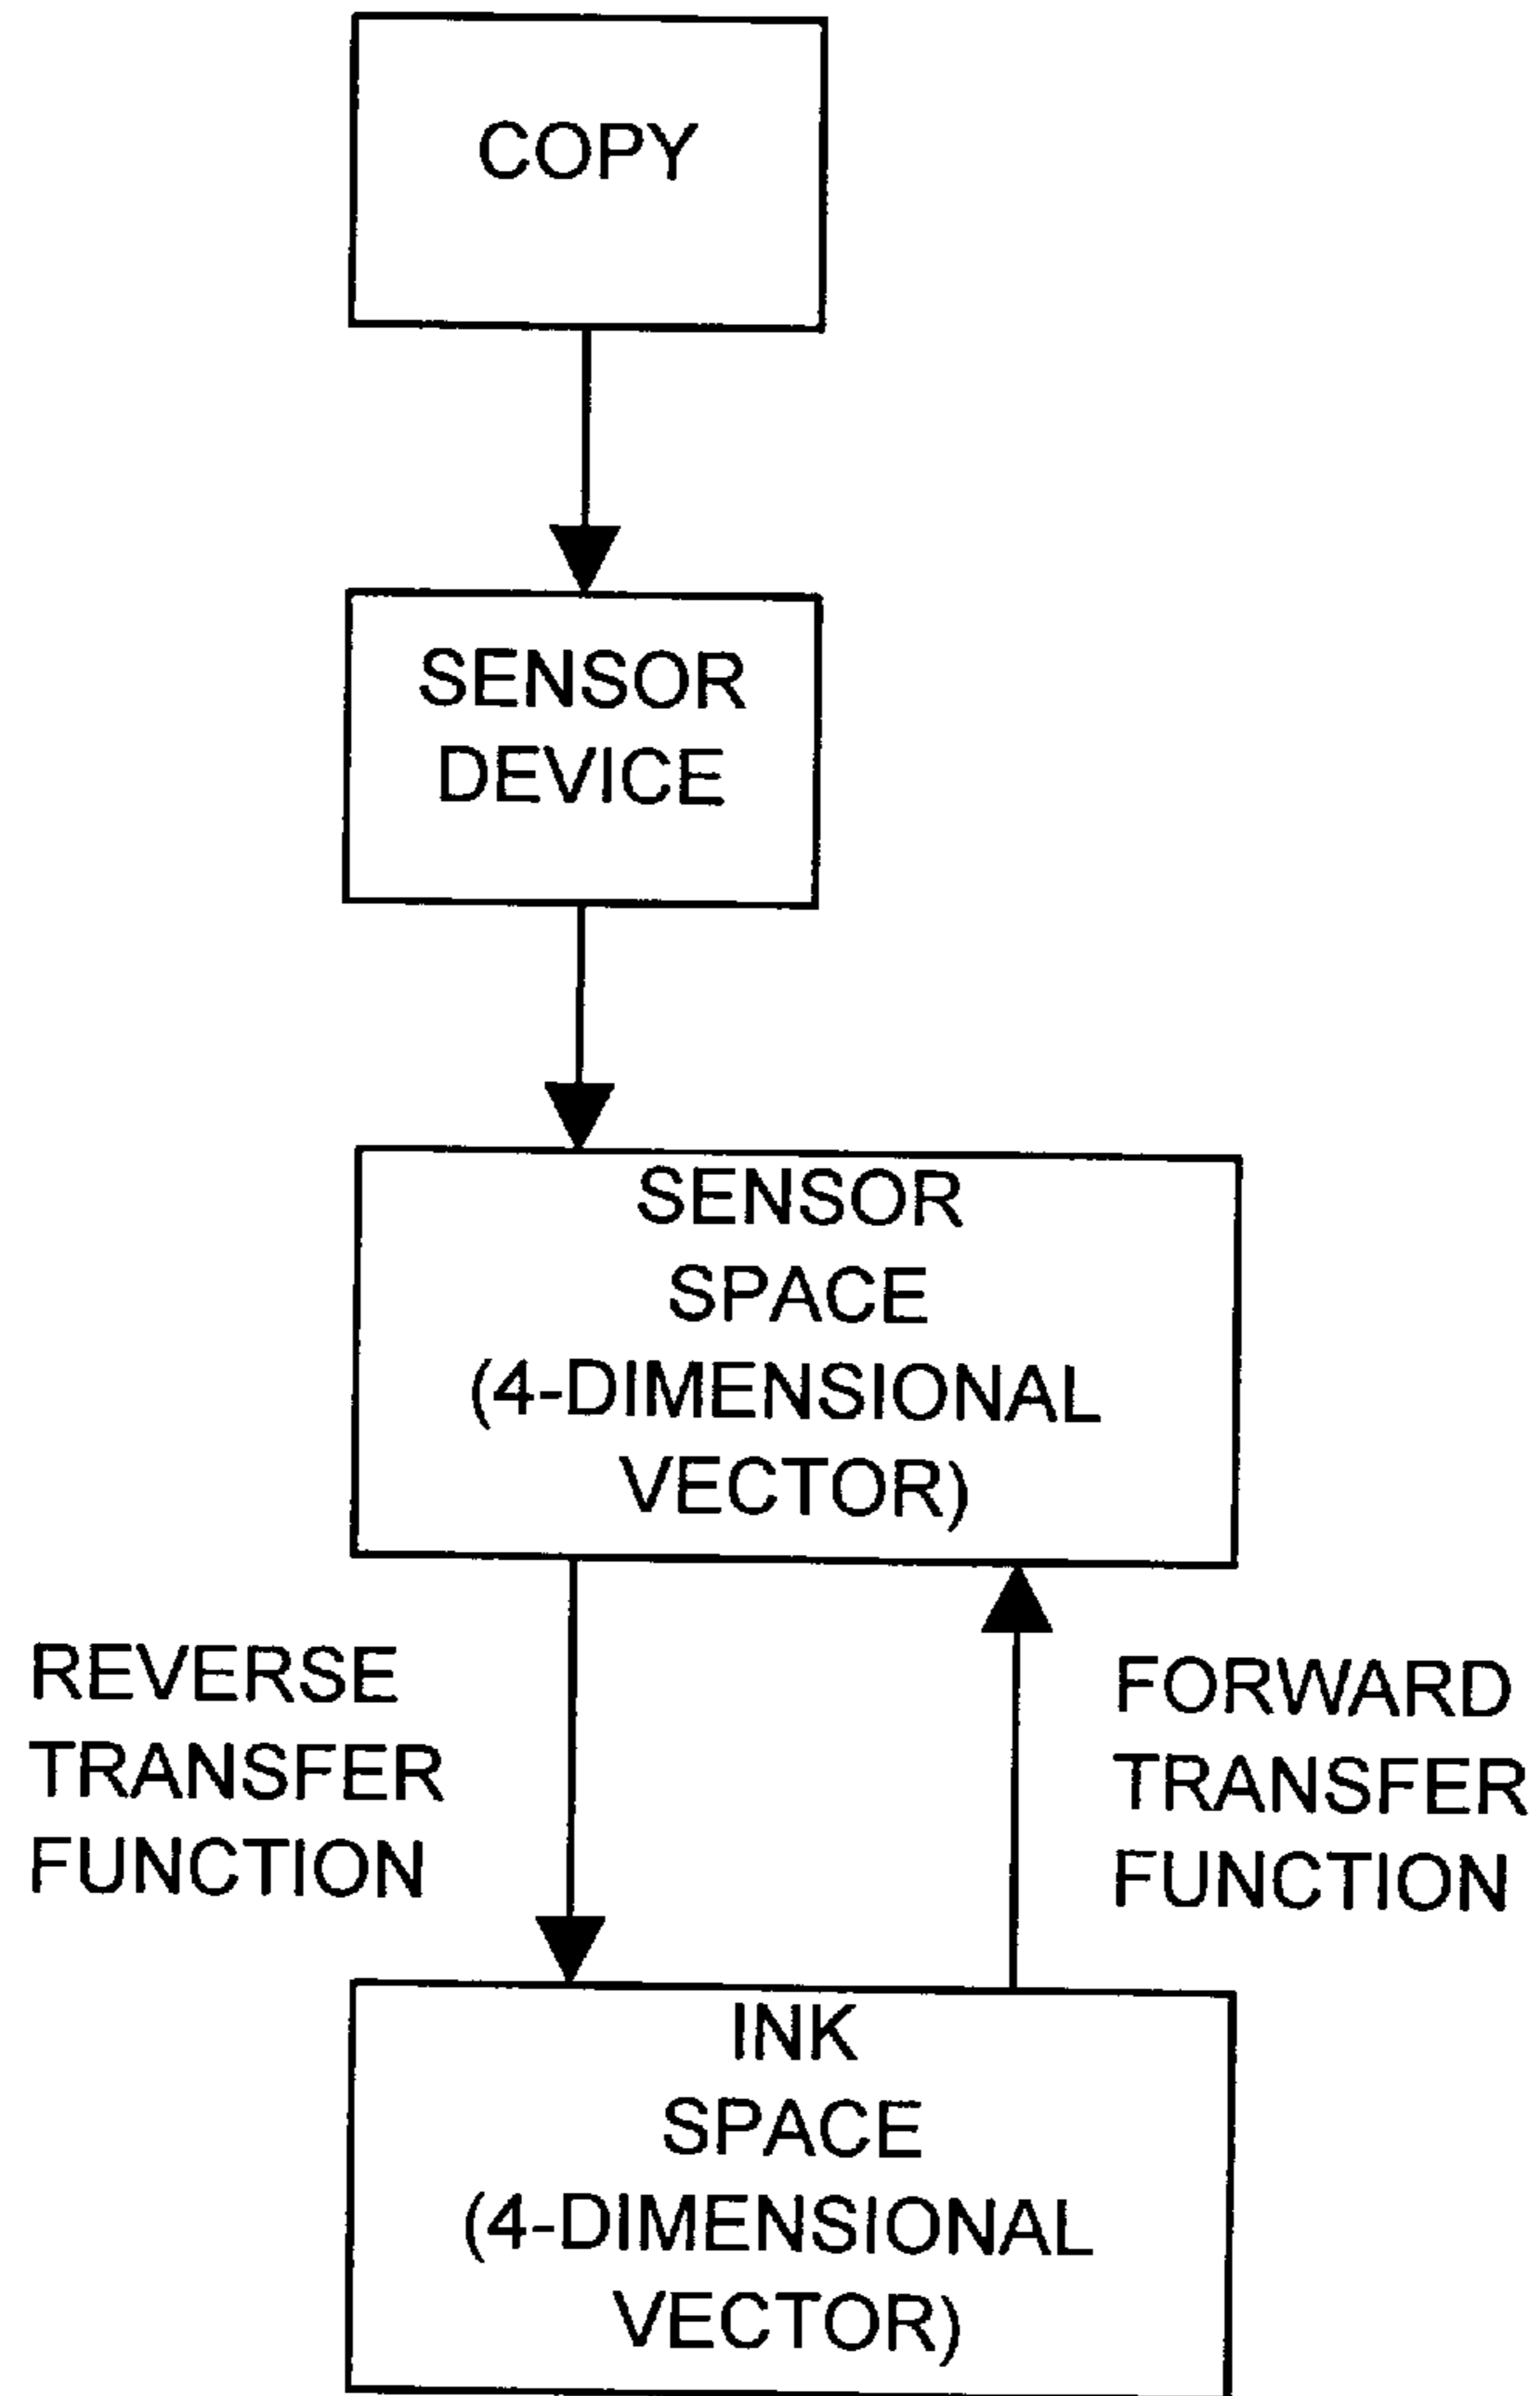 COPY
SENSOR
DEVICE
SENSOR
SPACE
(4-DIMENSIONAL
VECTOR)
REVERSE
TRANSFER
FUNCTION
FORWARD
TRANSFER
FUNCTION
INK
SPACE
(4-DIMENSIONAL
VECTOR)